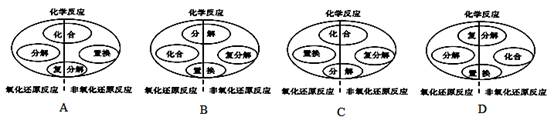 化学反应 化学反应 化学反应 化学反应
化合 分解 化合 复分解
分解 置换 化合 复分解 置换 复分解 分解 化合
复分解 置换 分解 置换
氧化还原反应 非氧化还原反应 氧化还原反应 非氧化还原反应 氧化还原反应 非氧化还原反应 氧化还原反应 非氧化还原反应
A B C D